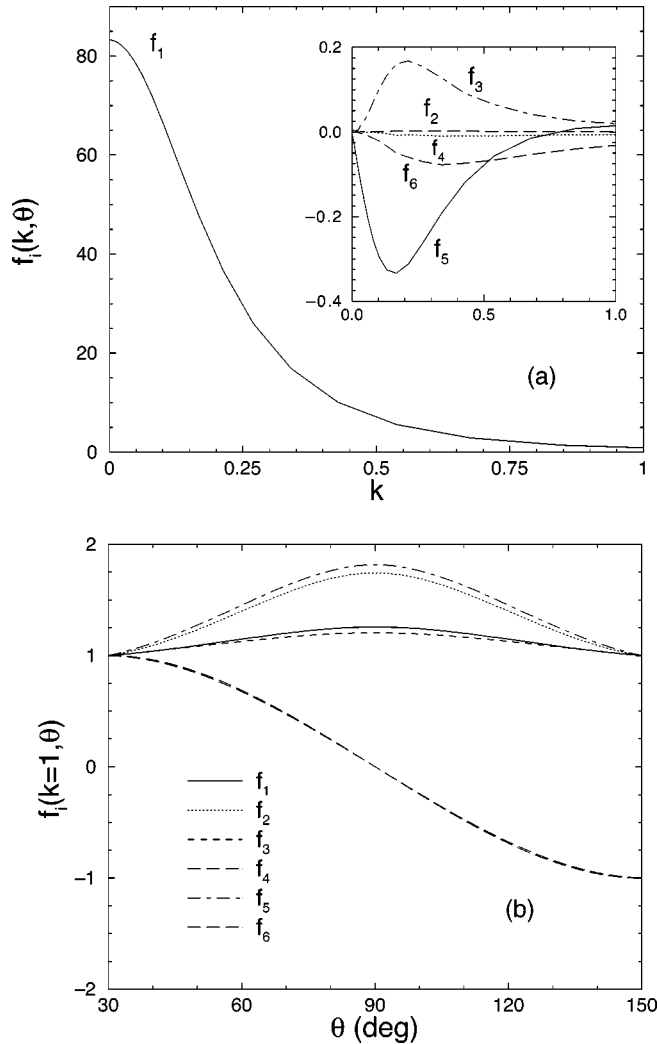 80
60
40
20
0
f₁
fᵢ(k,θ)
0
0.25
0.5
0.75
1
k
(a)
0.2
0.0
−0.2
−0.4
0.0
0.5
1.0
f₃
f₂
f₄
f₆
f₅
2
1
0
−1
−2
fᵢ(k=1,θ)
f₁
f₂
f₃
f₄
f₅
f₆
(b)
30
60
90
120
150
θ (deg)